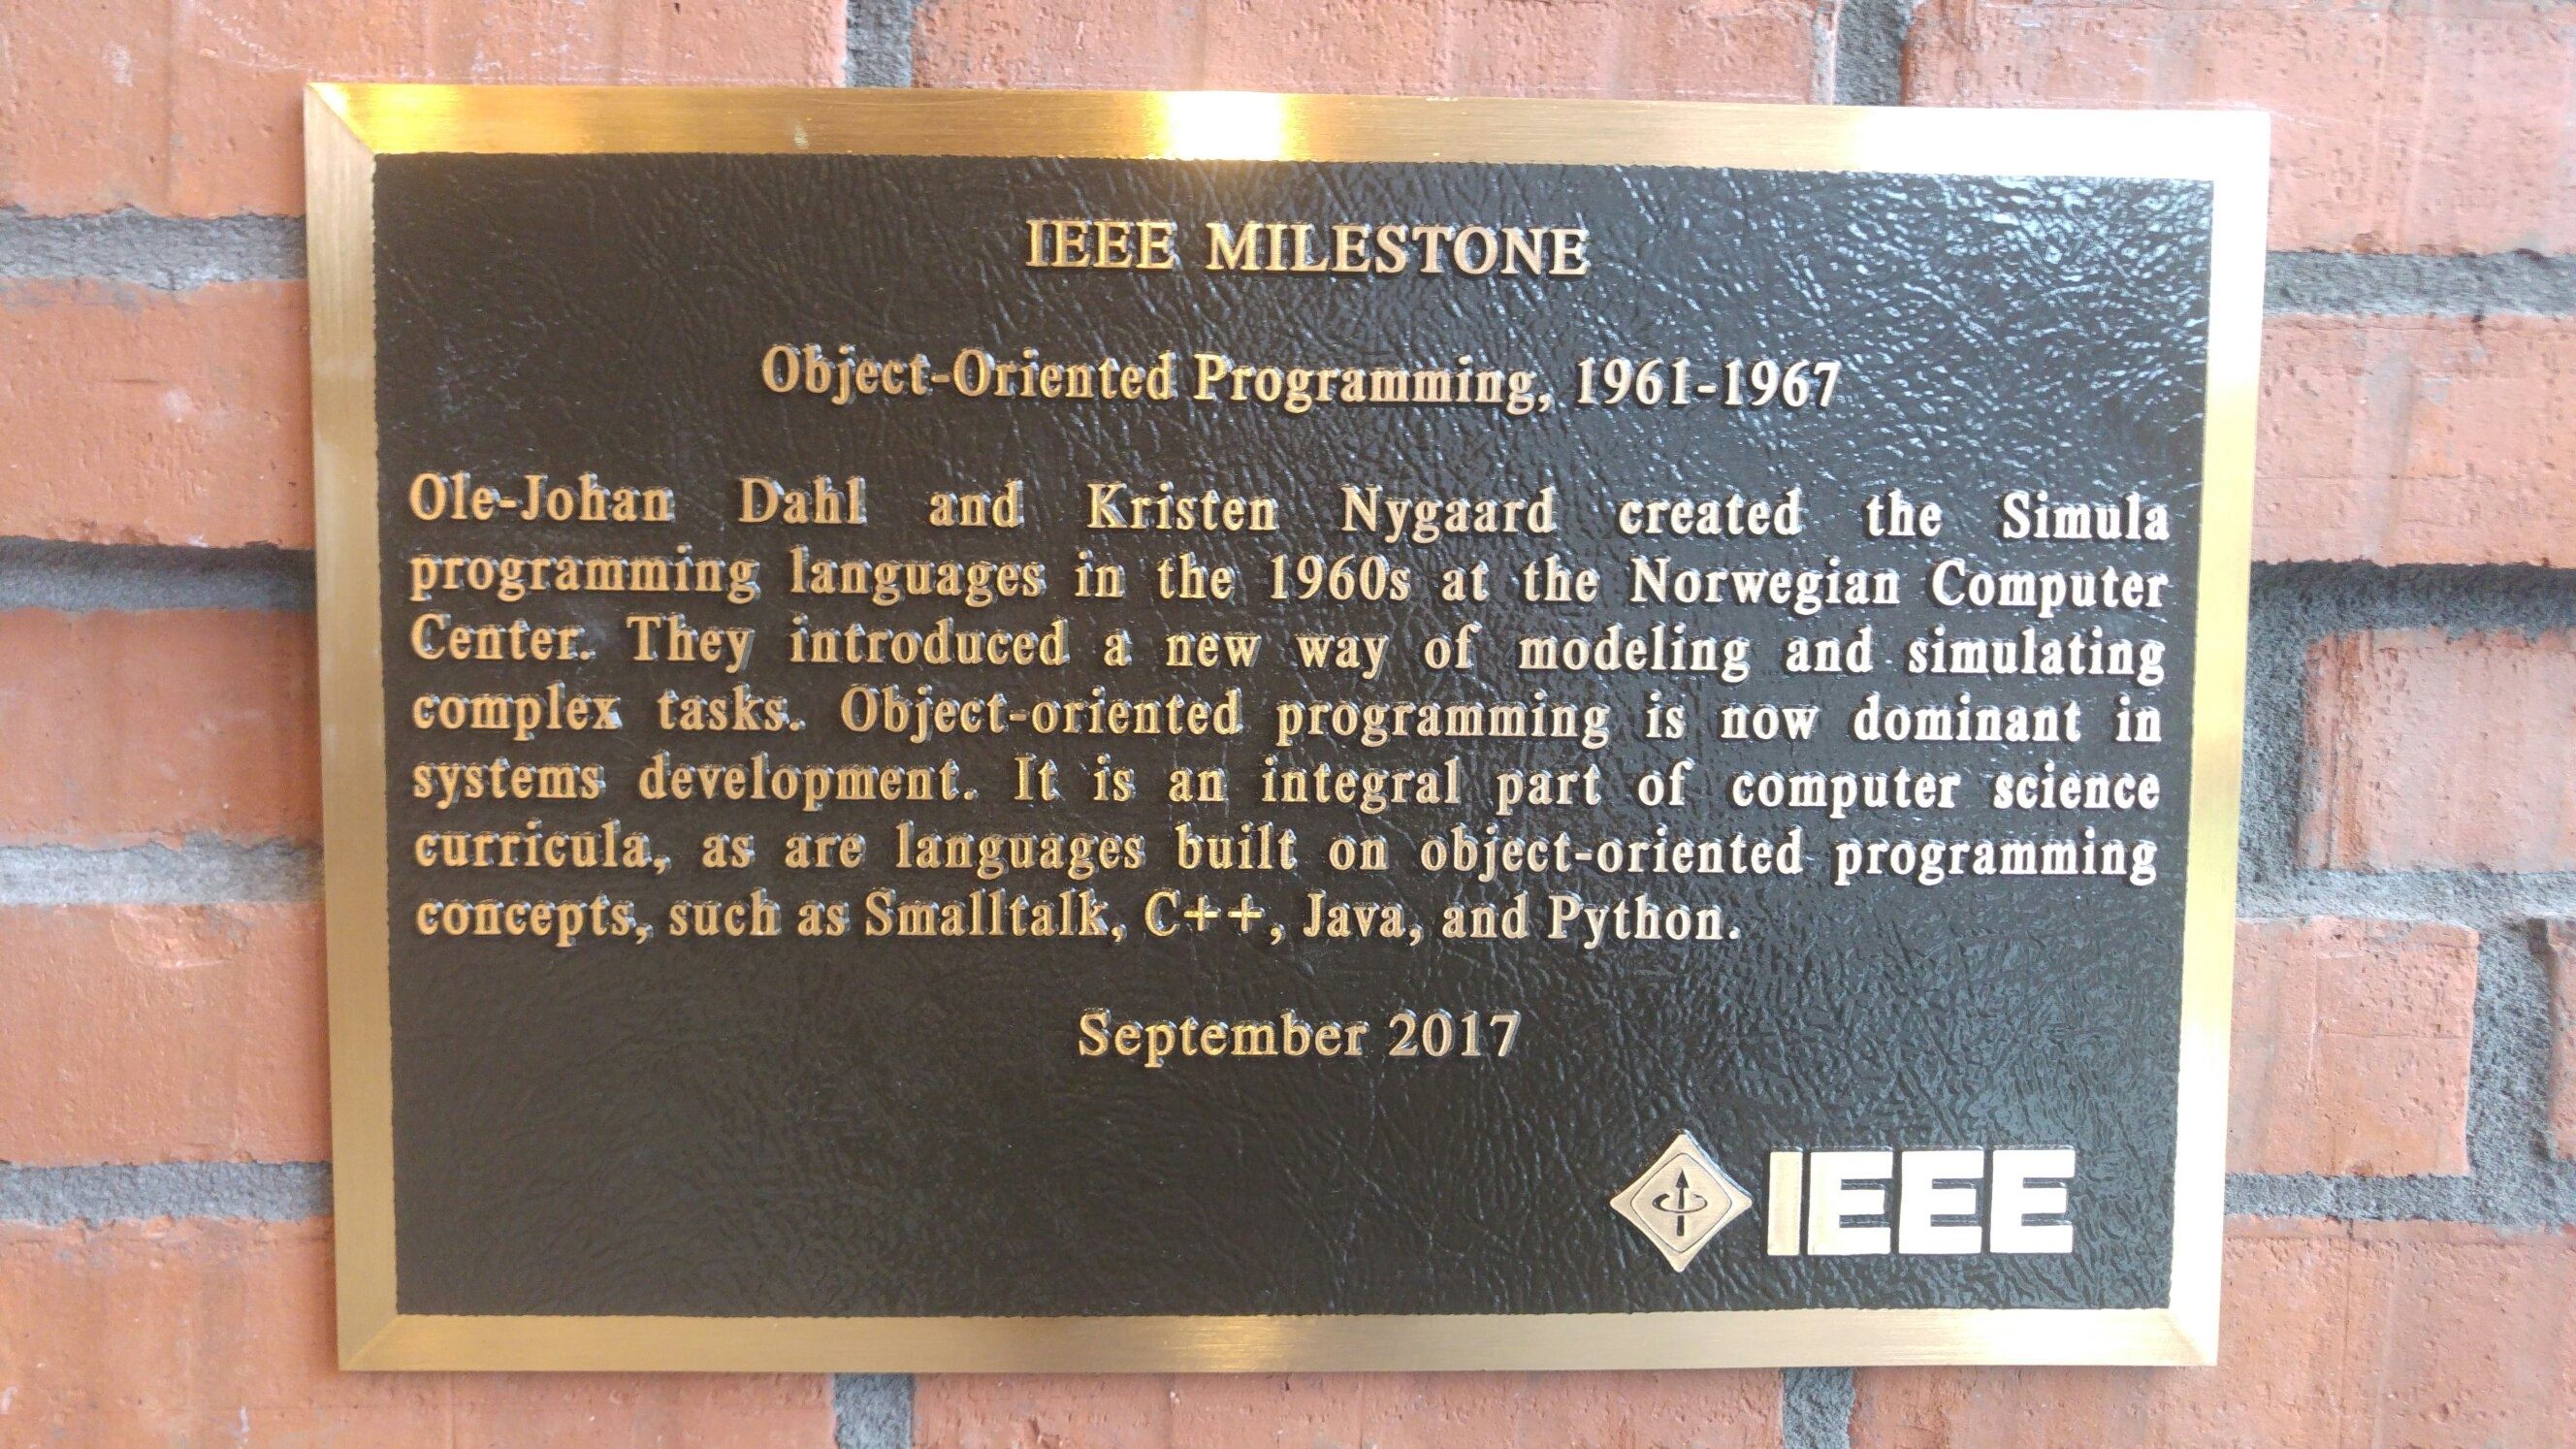 IEEE MILESTONE
Object-Oriented Programming, 1961-1967
Ole-Johan Dahl and Kristen Nygaard created the Simula
programming languages in the 1960s at the Norwegian Computer
Center. They introduced a new way of modeling and simulating
complex tasks. Object-oriented programming is now dominant in
systems development. It is an integral part of computer science
curricula, as are languages built on object-oriented programming
concepts, such as Smalltalk, C++, Java, and Python.
September 2017
IEEE